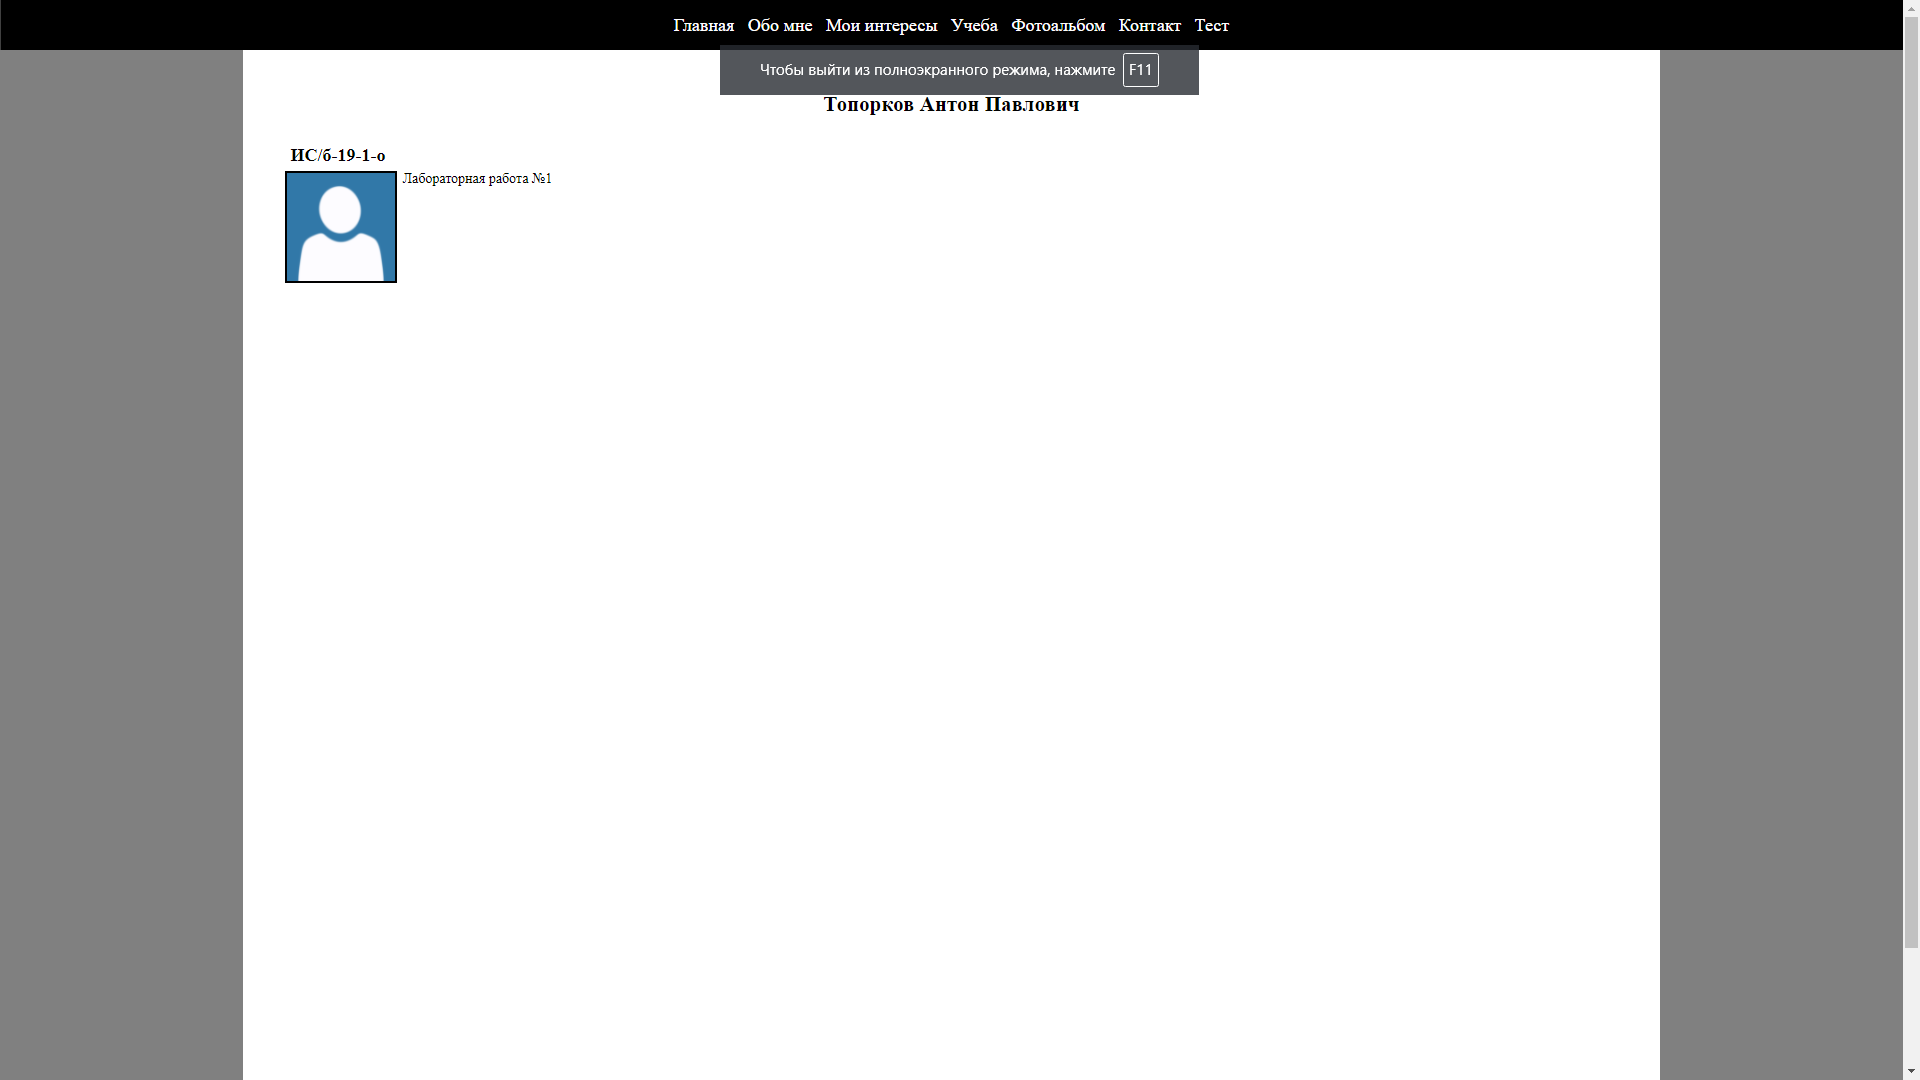 Главная Обо мне Мои интересы Учеба Фотоальбом Контакт Тест
Чтобы выйти из полноэкранного режима, нажмите F11
Топорков Антон Павлович
ИС/б-19-1-о
Лабораторная работа №1